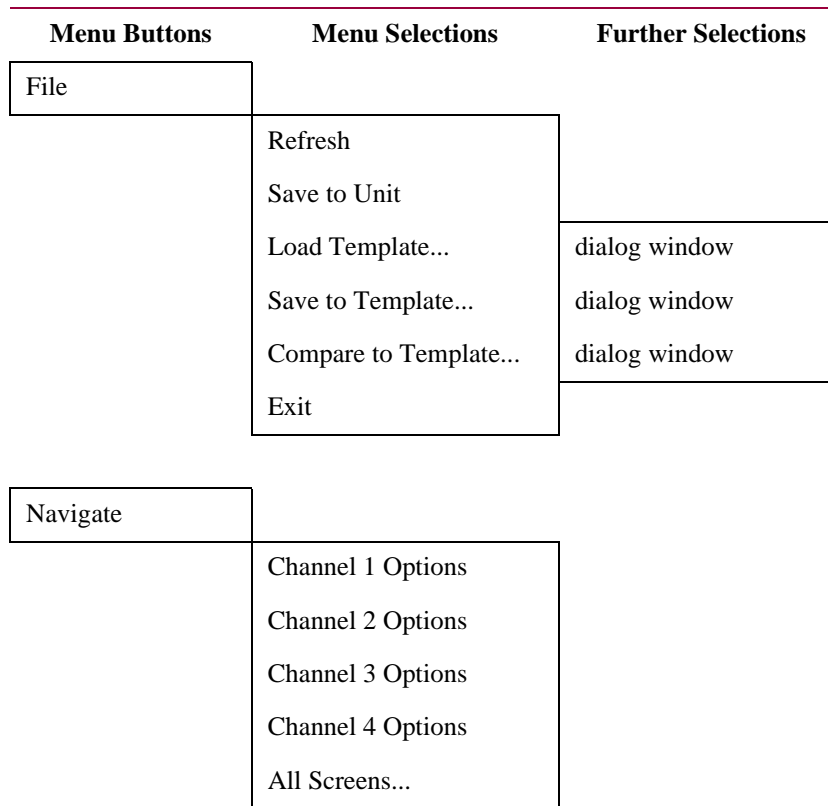 Menu Buttons Menu Selections Further Selections
File
Refresh
Save to Unit
Load Template... dialog window
Save to Template... dialog window
Compare to Template... dialog window
Exit
Navigate
Channel 1 Options
Channel 2 Options
Channel 3 Options
Channel 4 Options
All Screens...